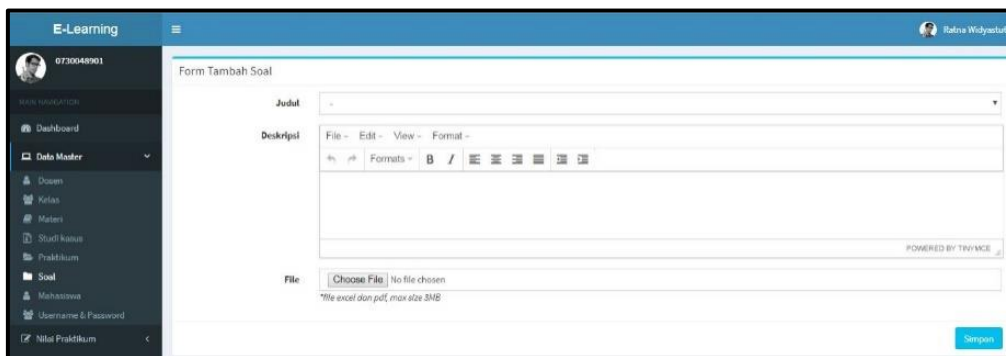 E-Learning
Ratna Widyastuti
0730048901
MAIN NAVIGATION
Dashboard
Data Master
Dosen
Kelas
Materi
Studi kasus
Praktikum
Soal
Mahasiswa
Username & Password
Nilai Praktikum
Form Tambah Soal
Judul
-
Deskripsi
File Edit View Format
Formats B I
POWERED BY TINYMCE
File
Choose File No file chosen
*file excel dan pdf, max size 3MB
Simpan